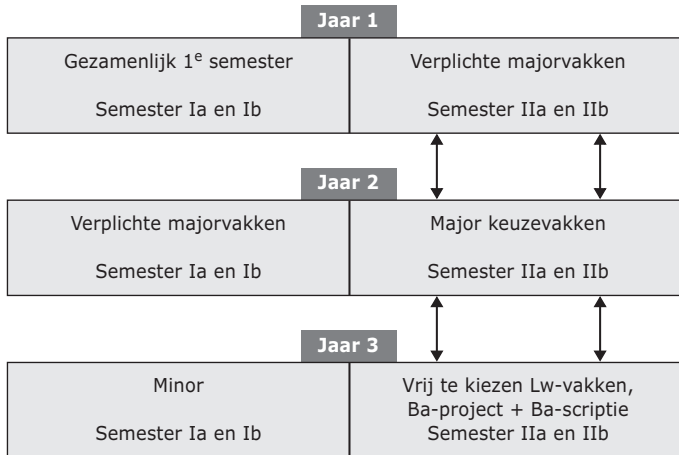 Jaar 1
Gezamenlijk 1e semester
Semester Ia en Ib
Verplichte majorvakken
Semester IIa en IIb
Jaar 2
Verplichte majorvakken
Semester Ia en Ib
Major keuzevakken
Semester IIa en IIb
Jaar 3
Minor
Semester Ia en Ib
Vrij te kiezen Lw-vakken,
Ba-project + Ba-scriptie
Semester IIa en IIb